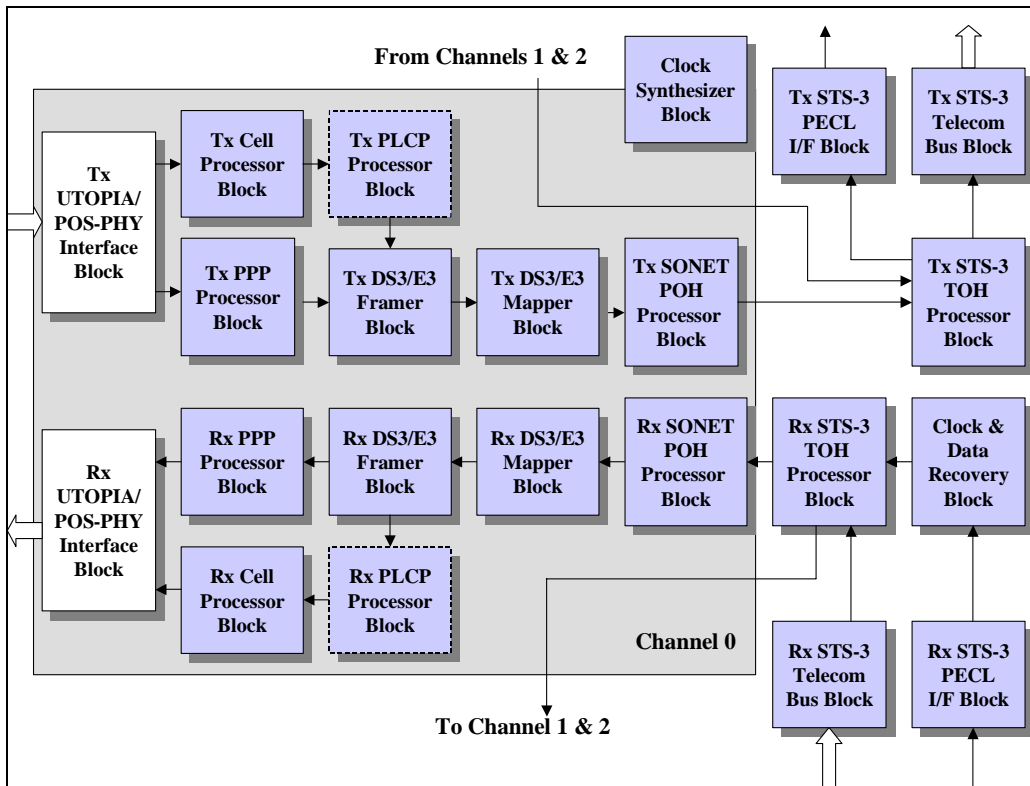 From Channels 1 & 2
Clock
Synthesizer
Block
Tx STS-3
PECL
I/F Block
Tx STS-3
Telecom
Bus Block
Tx
UTOPIA/
POS-PHY
Interface
Block
Tx Cell
Processor
Block
Tx PLCP
Processor
Block
Tx PPP
Processor
Block
Tx DS3/E3
Framer
Block
Tx DS3/E3
Mapper
Block
Tx SONET
POH
Processor
Block
Tx STS-3
TOH
Processor
Block
Rx
UTOPIA/
POS-PHY
Interface
Block
Rx PPP
Processor
Block
Rx DS3/E3
Framer
Block
Rx DS3/E3
Mapper
Block
Rx SONET
POH
Processor
Block
Rx STS-3
TOH
Processor
Block
Clock &
Data
Recovery
Block
Rx Cell
Processor
Block
Rx PLCP
Processor
Block
Channel 0
Rx STS-3
Telecom
Bus Block
Rx STS-3
PECL
I/F Block
To Channel 1 & 2